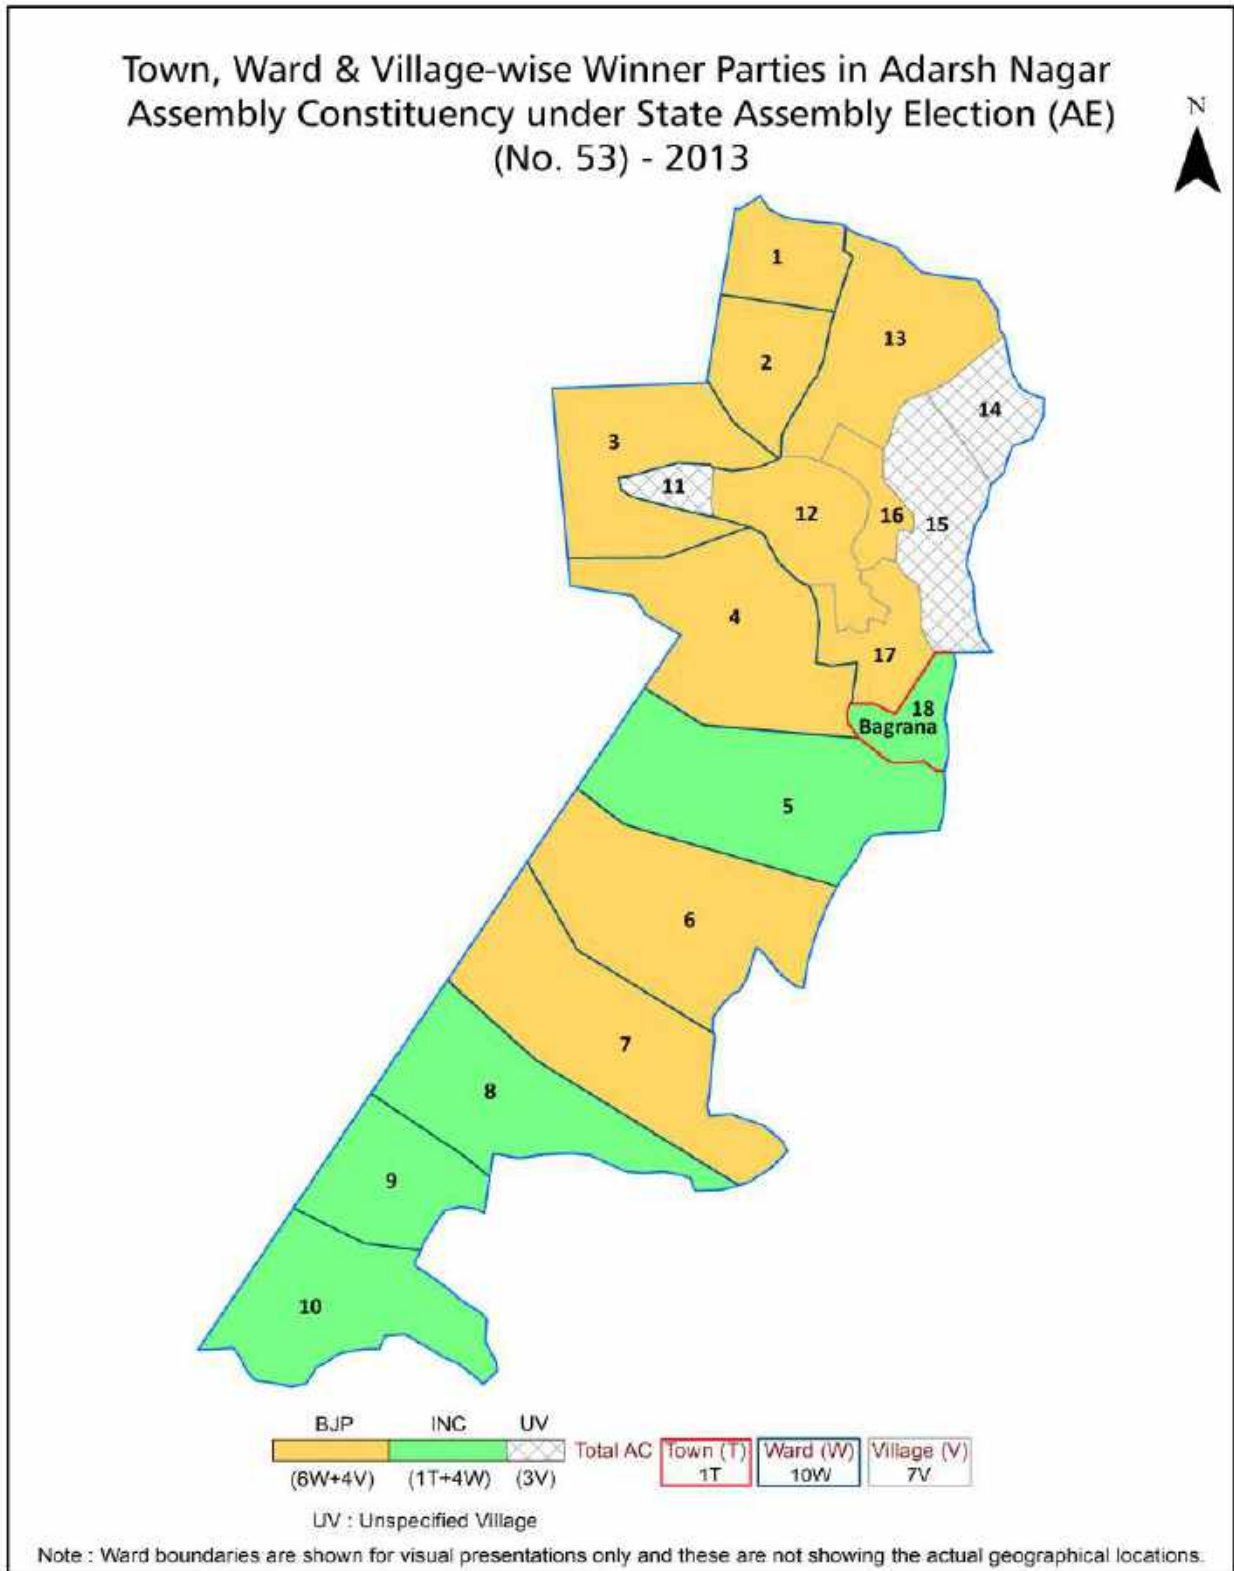 Town, Ward & Village-wise Winner Parties in Adarsh Nagar
Assembly Constituency under State Assembly Election (AE)
(No. 53) - 2013
N
1
13
2
14
3
11
12
16
15
4
17
18
Bagrana
5
6
7
8
9
10
BJP INC UV
Total AC Town (T) Ward (W) Village (V)
1T 10W 7V
(6W+4V) (1T+4W) (3V)
UV : Unspecified Village
Note : Ward boundaries are shown for visual presentations only and these are not showing the actual geographical locations.